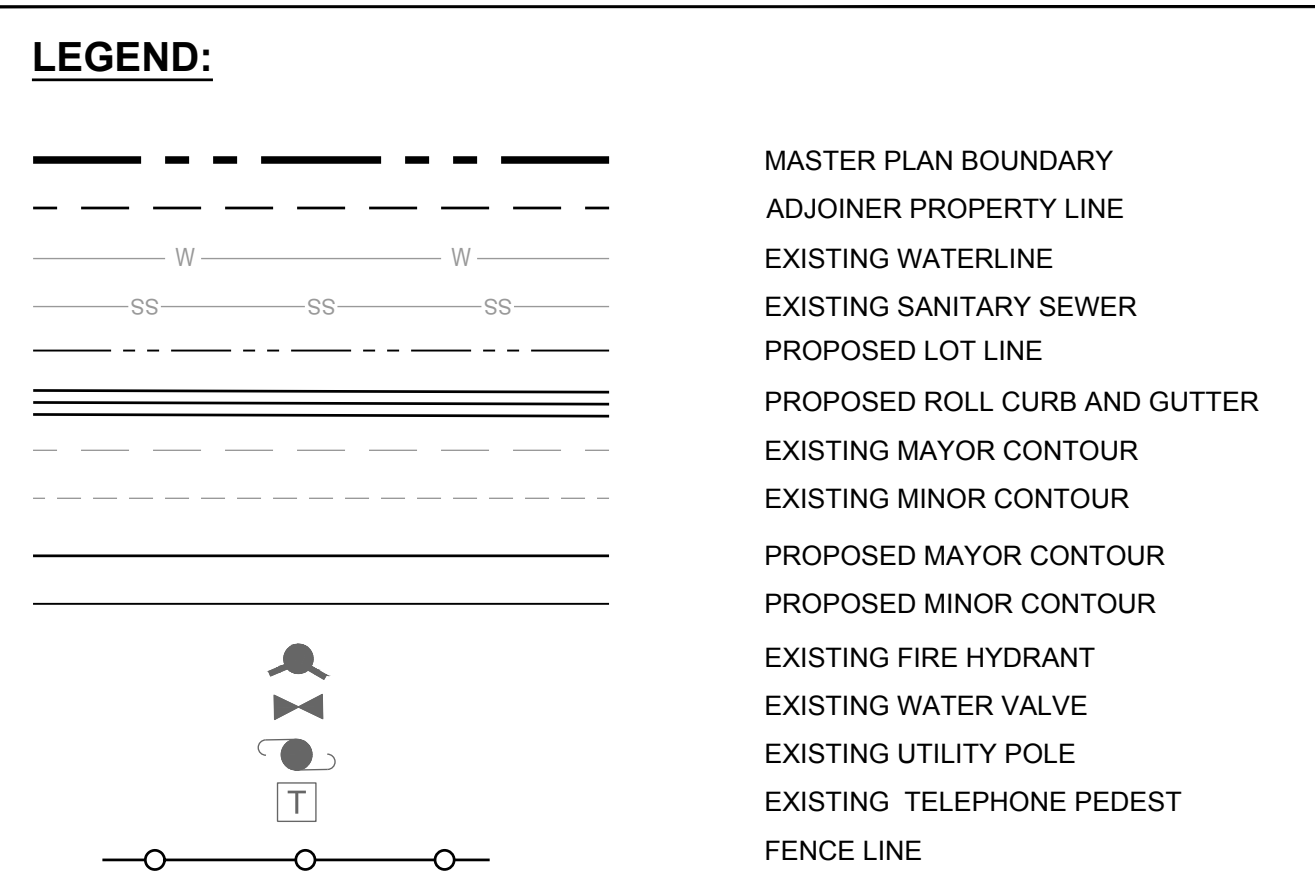 LEGEND:
MASTER PLAN BOUNDARY
ADJOINER PROPERTY LINE
W W EXISTING WATERLINE
SS SS SS EXISTING SANITARY SEWER
PROPOSED LOT LINE
PROPOSED ROLL CURB AND GUTTER
EXISTING MAYOR CONTOUR
EXISTING MINOR CONTOUR
PROPOSED MAYOR CONTOUR
PROPOSED MINOR CONTOUR
EXISTING FIRE HYDRANT
EXISTING WATER VALVE
EXISTING UTILITY POLE
T EXISTING TELEPHONE PEDEST
FENCE LINE